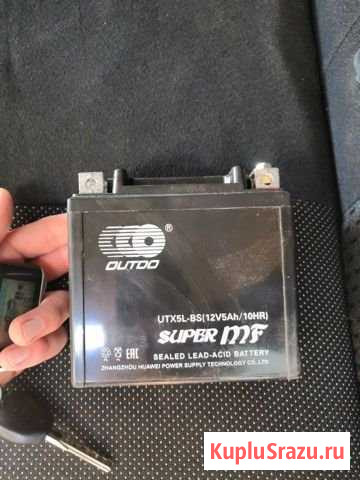 ®
OUTDO
UTX5L-BS(12V5Ah/10HR)
SUPER MF
EAC
SEALED LEAD-ACID BATTERY
ZHANGZHOU HUAWEI POWER SUPPLY TECHNOLOGY CO.,LTD
KupluSrazu.ru